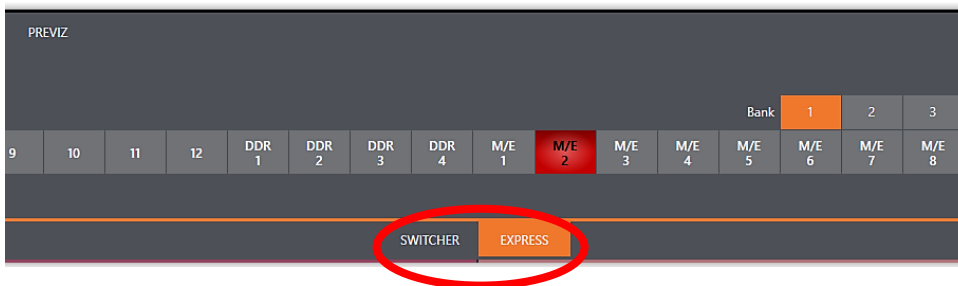 PREVIZ
Bank 1 2 3
9 10 11 12 DDR 1 DDR 2 DDR 3 DDR 4 M/E 1 M/E 2 M/E 3 M/E 4 M/E 5 M/E 6 M/E 7 M/E 8
SWITCHER EXPRESS